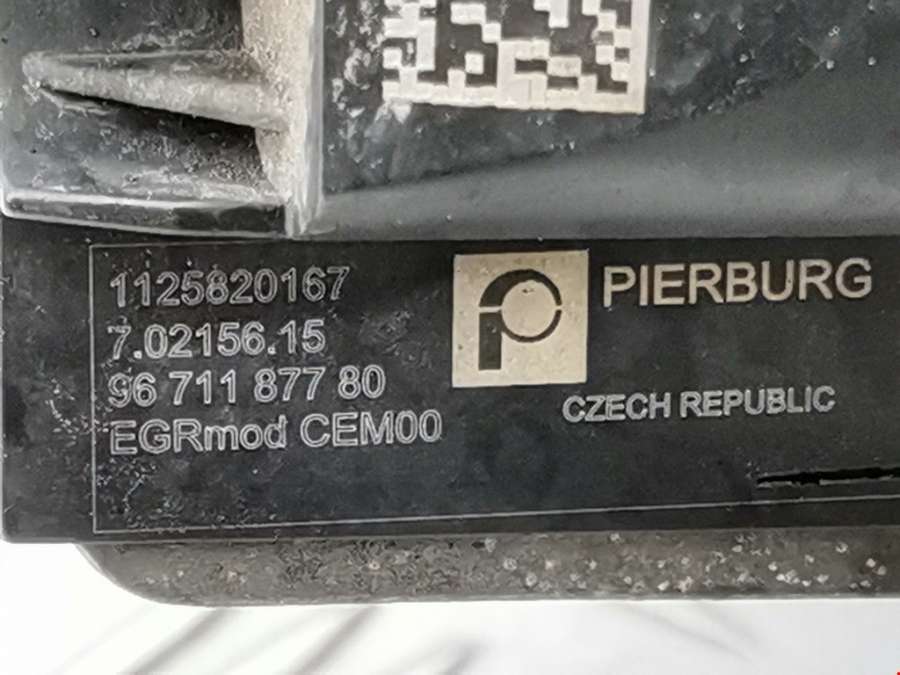 1125820167
7.02156.15
96 711 877 80
EGRmod CEM00
PIERBURG
CZECH REPUBLIC